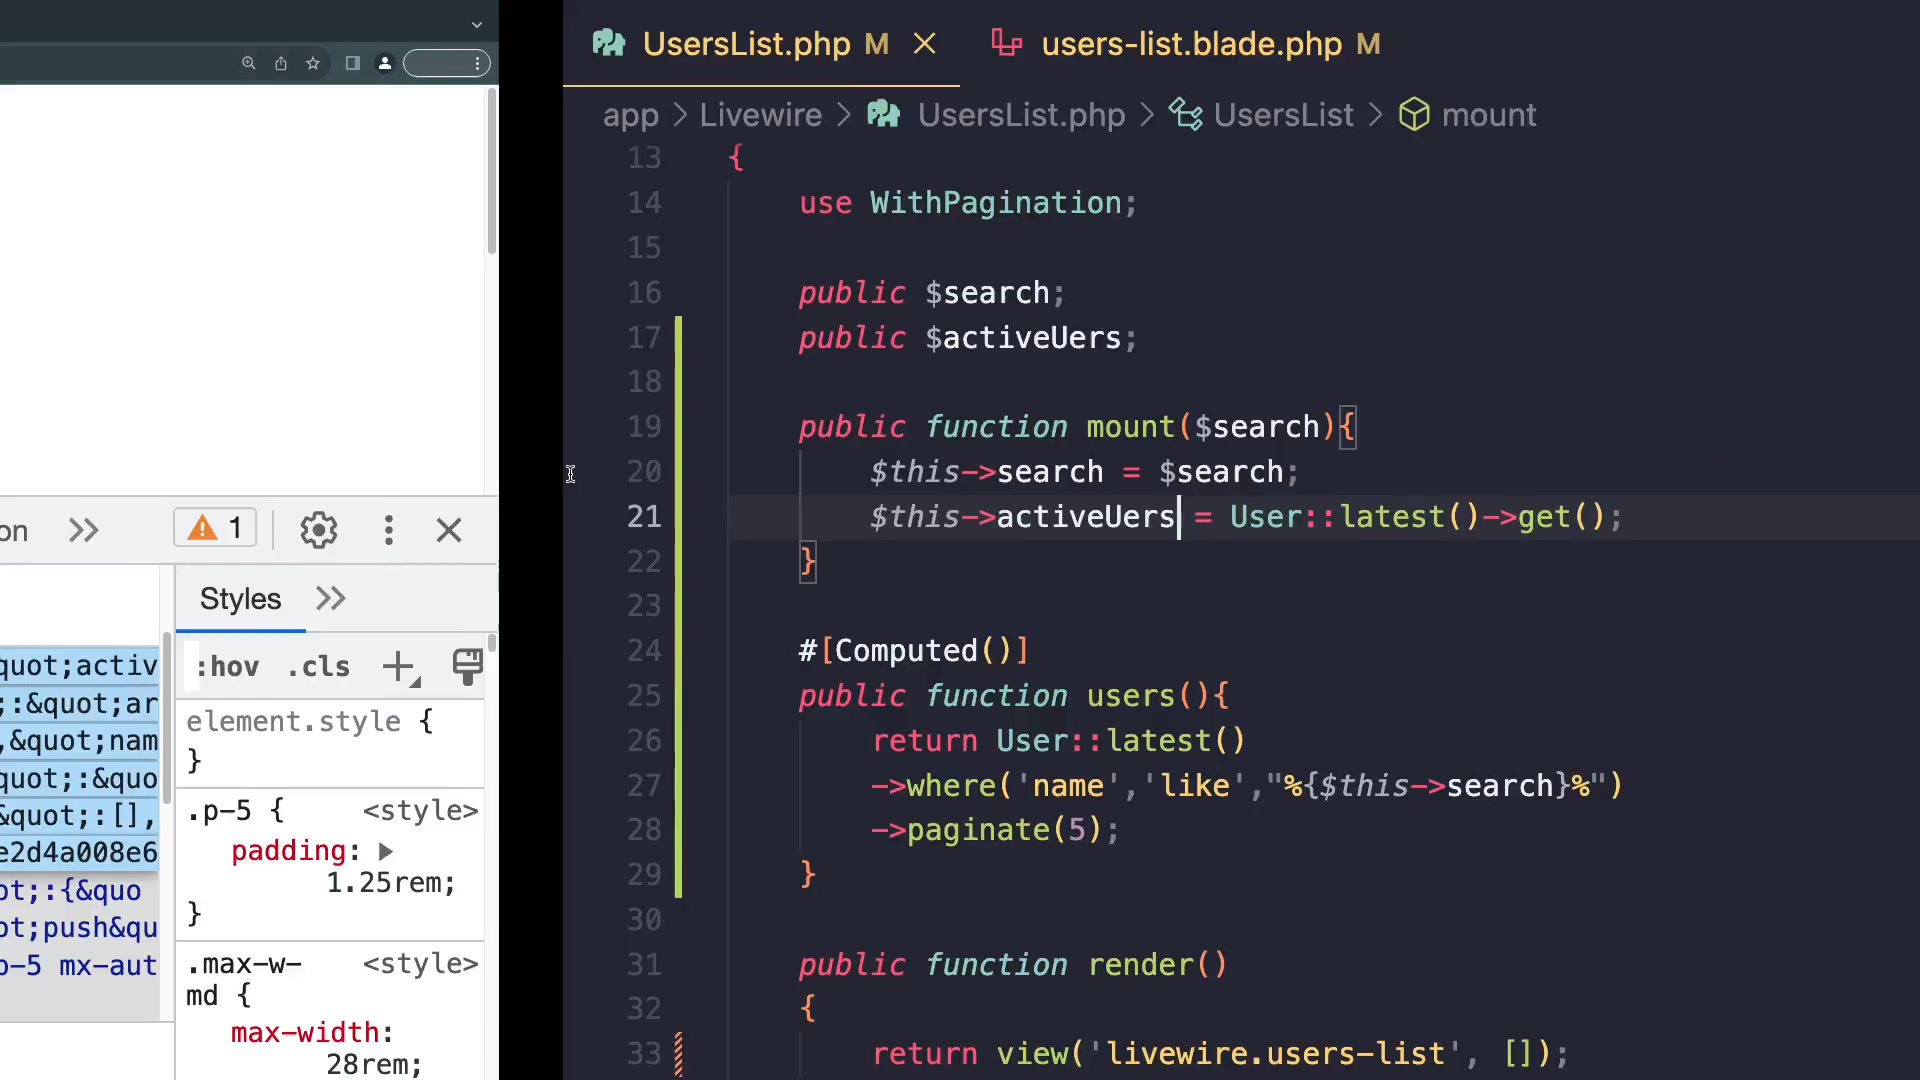 UsersList.php M
users-list.blade.php M
app > Livewire > UsersList.php > UsersList > mount
13 {
14 use WithPagination;
15
16 public $search;
17 public $activeUers;
18
19 public function mount($search){
20 $this->search = $search;
21 $this->activeUers = User::latest()->get();
22 }
23
24 #[Computed()]
25 public function users(){
26 return User::latest()
27 ->where('name','like',"%{$this->search}%")
28 ->paginate(5);
29 }
30
31 public function render()
32 {
33 return view('livewire.users-list', []);
on
1
Styles
:hov .cls
element.style {
}
.p-5 { <style>
padding:
1.25rem;
}
.max-w- <style>
md {
max-width:
28rem;
quot;activ
;:&quot;ar
,&quot;nam
quot;:&quo
&quot;:[],
e2d4a008e6
ot;:{&quo
ot;push&qu
p-5 mx-aut